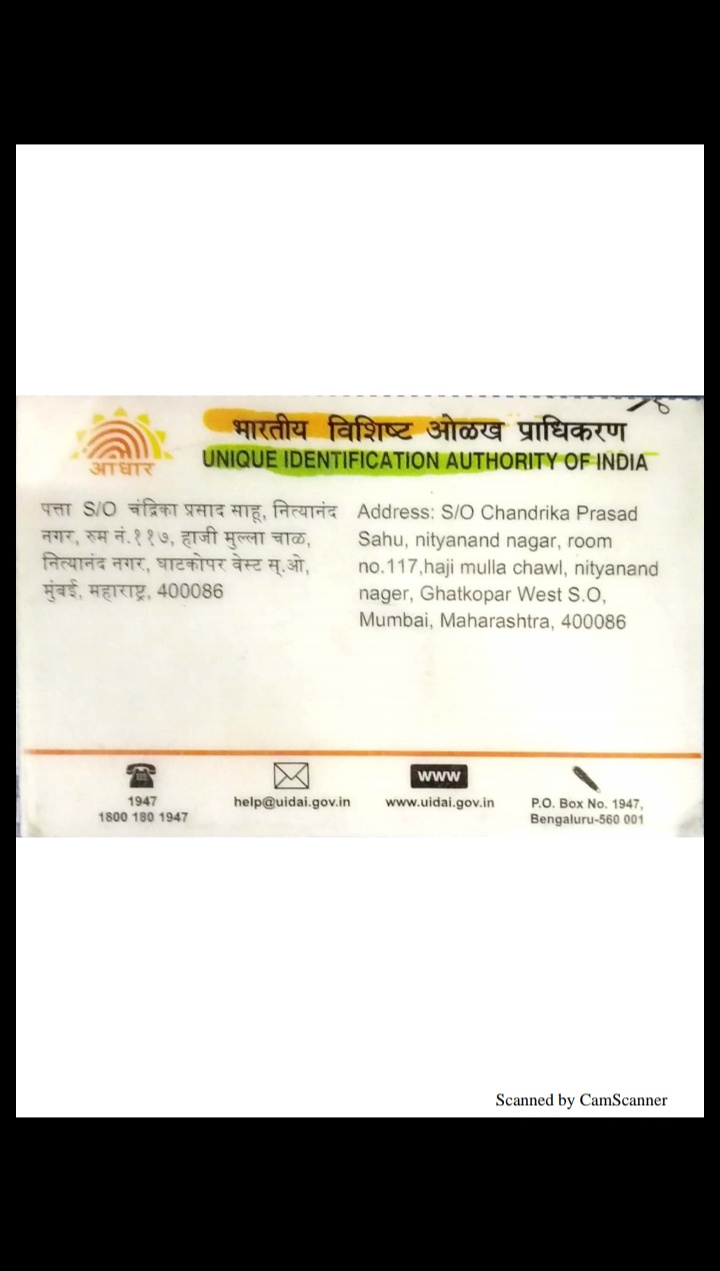 भारतीय विशिष्ट ओळख प्राधिकरण
UNIQUE IDENTIFICATION AUTHORITY OF INDIA
आधार
पत्ता S/O चंद्रिका प्रसाद साहू, नित्यानंद
नगर, रुम नं.११७, हाजी मुल्ला चाळ,
नित्यानंद नगर, घाटकोपर वेस्ट स्.ओ,
मुंबई, महाराष्ट्र, 400086
Address: S/O Chandrika Prasad
Sahu, nityanand nagar, room
no.117,haji mulla chawl, nityanand
nager, Ghatkopar West S.O,
Mumbai, Maharashtra, 400086
1947
1800 180 1947
help@uidai.gov.in
www
www.uidai.gov.in
P.O. Box No. 1947,
Bengaluru-560 001
Scanned by CamScanner